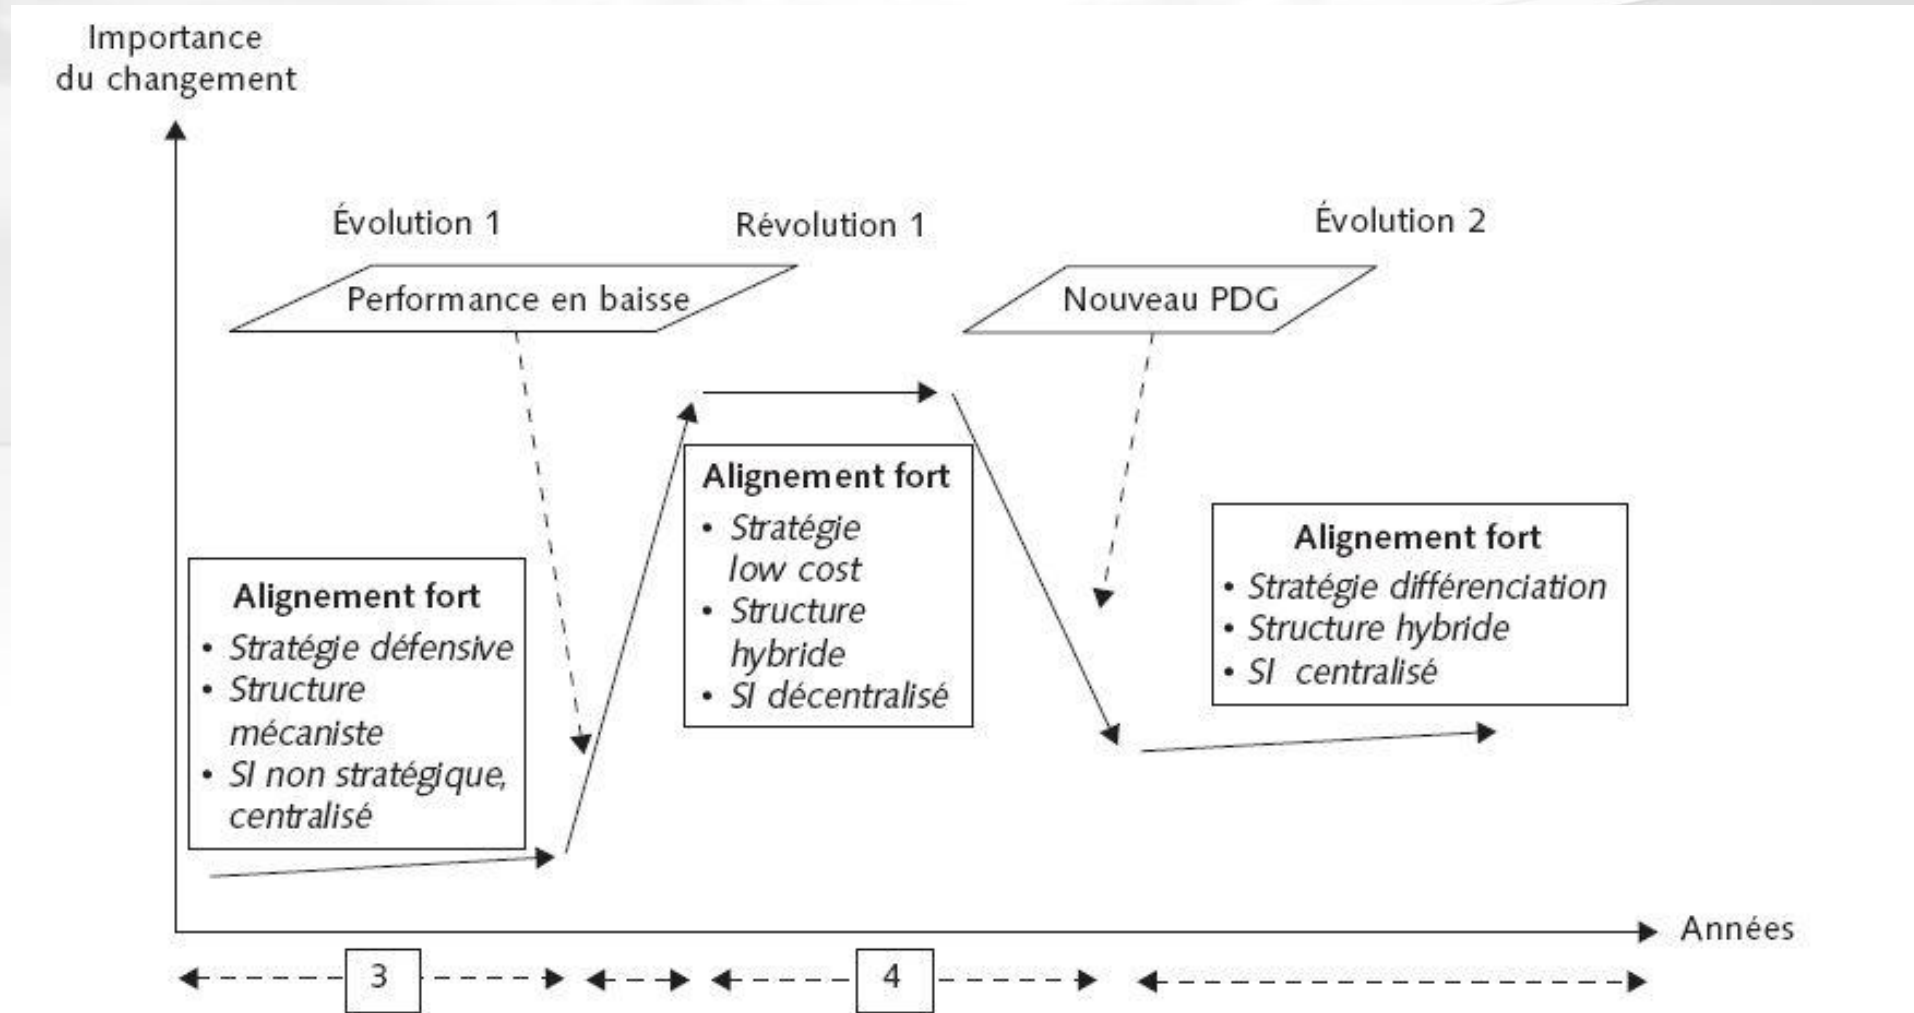 Importance
du changement
Évolution 1
Révolution 1
Évolution 2
Performance en baisse
Nouveau PDG
Alignement fort
• Stratégie défensive
• Structure
mécaniste
• SI non stratégique,
centralisé
Alignement fort
• Stratégie
low cost
• Structure
hybride
• SI décentralisé
Alignement fort
• Stratégie différenciation
• Structure hybride
• SI centralisé
Années
3
4